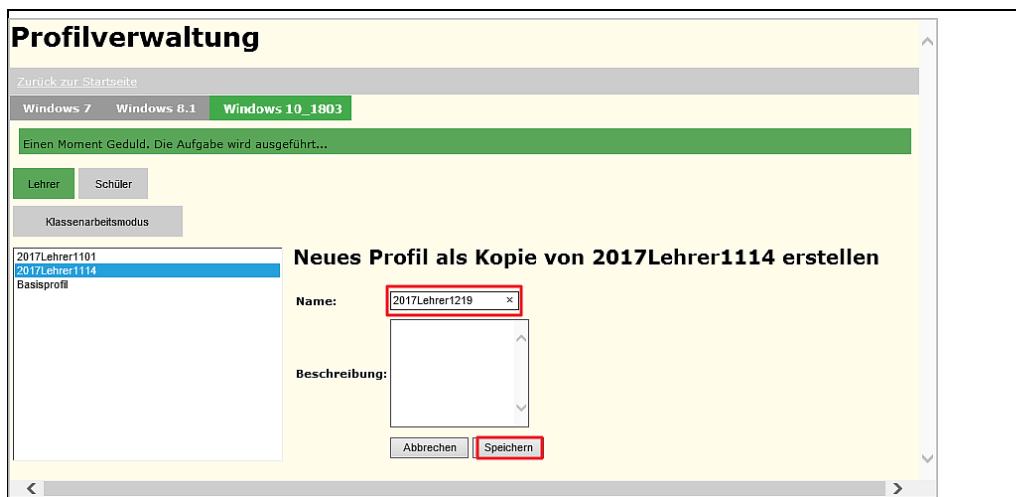 Profilverwaltung
Zurück zur Startseite
Windows 7 Windows 8.1 Windows 10_1803
Einen Moment Geduld. Die Aufgabe wird ausgeführt...
Lehrer Schüler
Klassenarbeitsmodus
2017Lehrer1101
2017Lehrer1114
Basisprofil
Neues Profil als Kopie von 2017Lehrer1114 erstellen
Name: 2017Lehrer1219 ×
Beschreibung:
Abbrechen Speichern